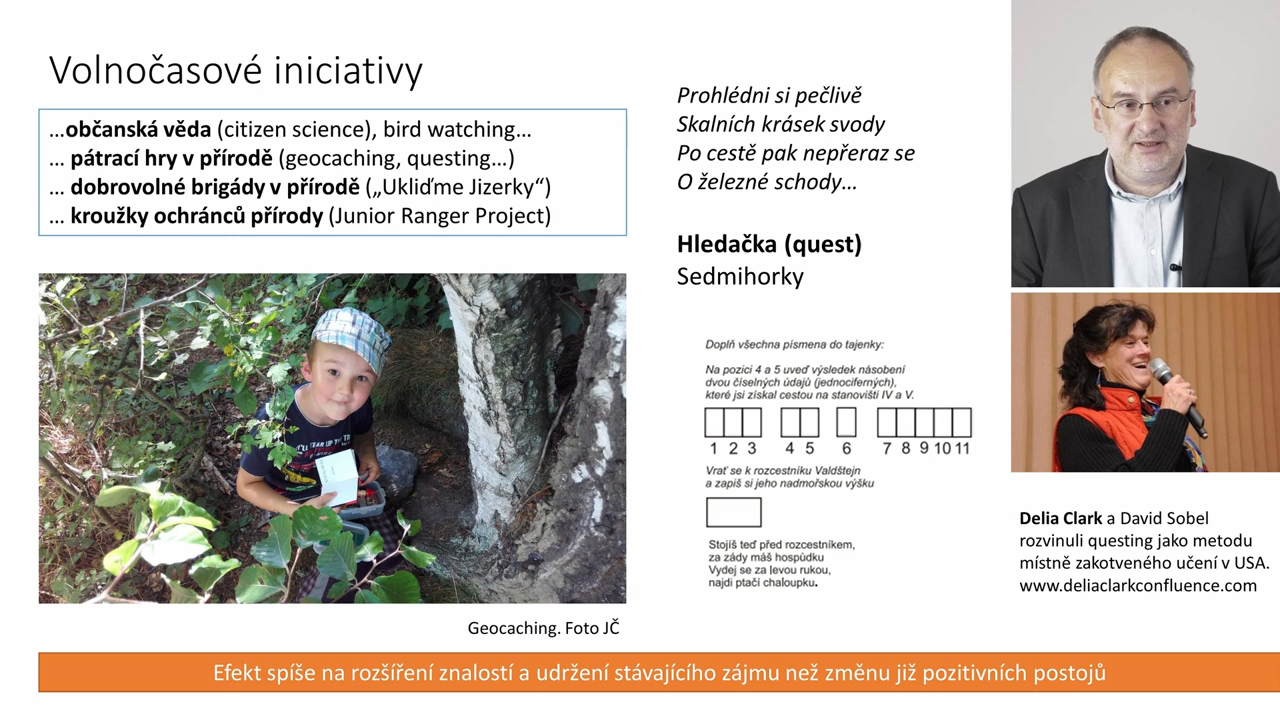 Volnočasové iniciativy
…občanská věda (citizen science), bird watching…
… pátrací hry v přírodě (geocaching, questing…)
… dobrovolné brigády v přírodě („Ukliďme Jizerky“)
… kroužky ochránců přírody (Junior Ranger Project)
Geocaching. Foto JČ
Prohlédni si pečlivě
Skalních krásek svody
Po cestě pak nepřeraz se
O železné schody…
Hledačka (quest)
Sedmihorky
Doplň všechna písmena do tajenky:
Na pozici 4 a 5 uveď výsledek násobení
dvou číselných údajů (jednociferných),
které jsi získal cestou na stanovišti IV a V.
1 2 3 4 5 6 7 8 9 10 11
Vrať se k rozcestníku Valdštejn
a zapiš si jeho nadmořskou výšku
Stojíš teď před rozcestníkem,
za zády máš hospůdku
Vydej se za levou rukou,
najdi ptačí chaloupku.
Delia Clark a David Sobel
rozvinuli questing jako metodu
místně zakotveného učení v USA.
www.deliaclarkconfluence.com
Efekt spíše na rozšíření znalostí a udržení stávajícího zájmu než změnu již pozitivních postojů